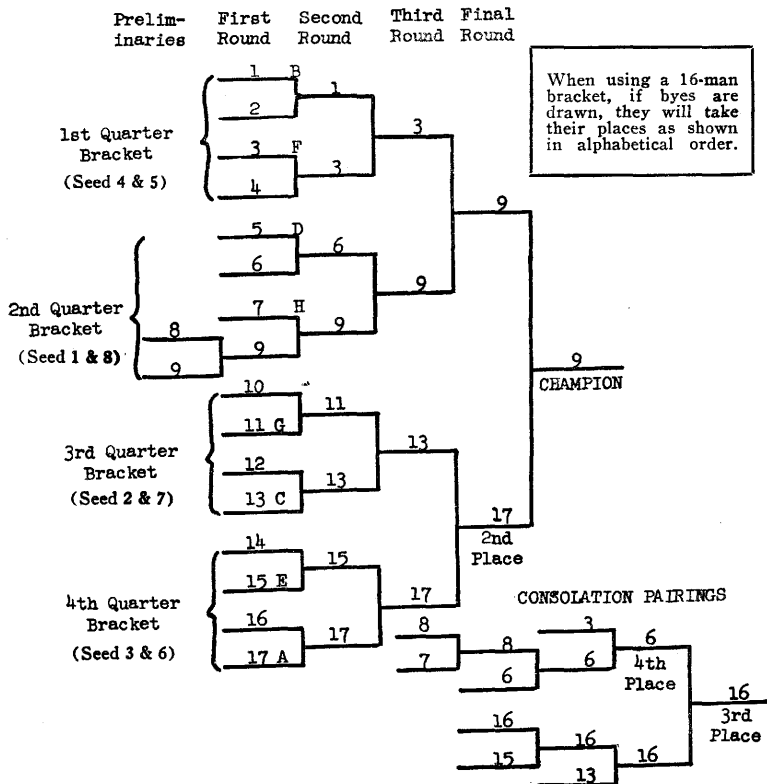 Prelim- First Second Third Final
inaries Round Round Round Round
When using a 16-man
bracket, if byes are
drawn, they will take
their places as shown
in alphabetical order.
1st Quarter
Bracket
(Seed 4 & 5)
1 B
2
1
3 F
4
3
3
2nd Quarter
Bracket
(Seed 1 & 8)
5 D
6
6
7 H
8
9
9
9
9
9
9
CHAMPION
3rd Quarter
Bracket
(Seed 2 & 7)
10
11 G
11
12
13 C
13
13
17
2nd
Place
4th Quarter
Bracket
(Seed 3 & 6)
14
15 E
15
16
17 A
17
17
CONSOLATION PAIRINGS
8
7
8
6
3
6
6
4th
Place
16
15
16
13
16
16
3rd
Place